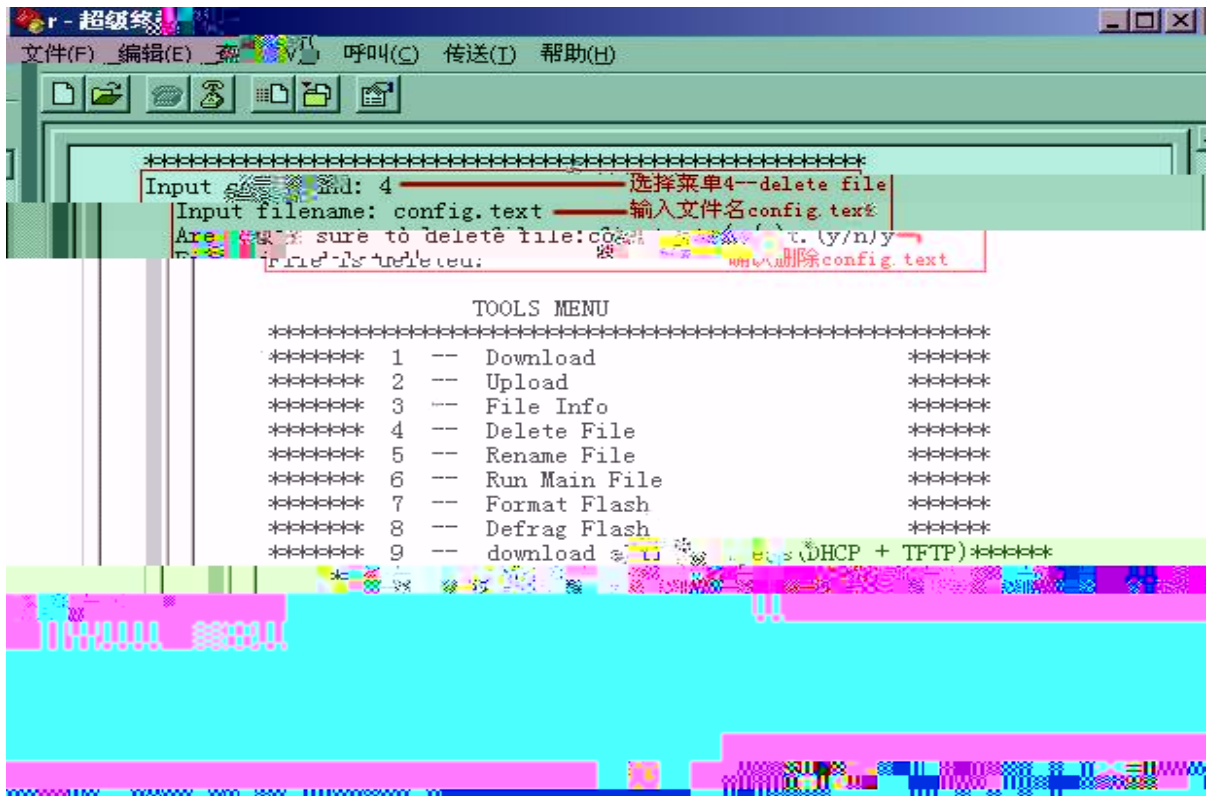 r - 超级终
文件(F) 编辑(E) 呼叫(C) 传送(T) 帮助(H)
*************************************************
Input : 4 选择菜单4--delete file
Input filename: config.text 输入文件名config.text
Are sure to delete file: (y/n)y
File is deleted. 删除config.text
TOOLS MENU
*************************************************
******* 1 -- Download ******
******* 2 -- Upload ******
******* 3 -- File Info ******
******* 4 -- Delete File ******
******* 5 -- Rename File ******
******* 6 -- Run Main File ******
******* 7 -- Format Flash ******
******* 8 -- Defrag Flash ******
******* 9 -- download (DHCP + TFTP)******